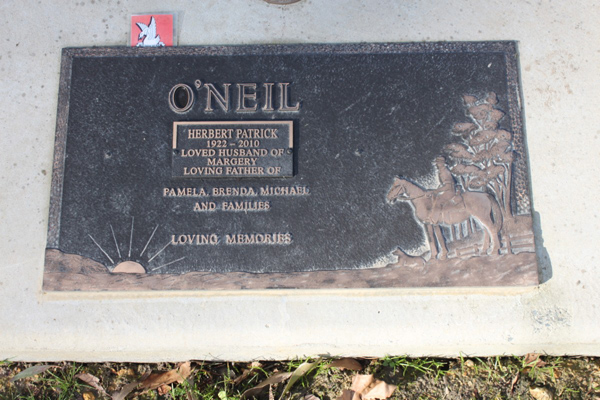 O'NEIL
HERBERT PATRICK
1922 – 2010
LOVED HUSBAND OF
MARGERY
LOVING FATHER OF
PAMELA, BRENDA, MICHAEL
AND FAMILIES
LOVING MEMORIES